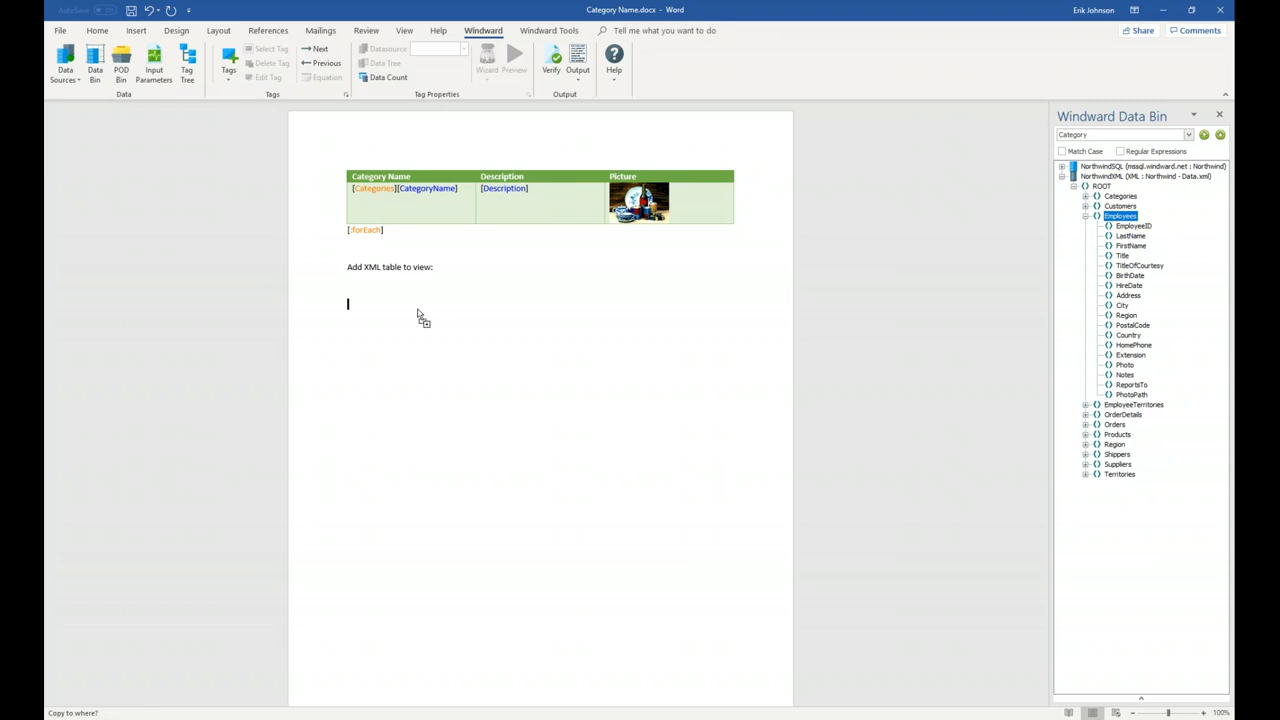 AutoSave Off
Category Name.docx - Word
Erik Johnson
File Home Insert Design Layout References Mailings Review View Help Windward Windward Tools Tell me what you want to do
Share Comments
Data Sources
Data Bin
POD Bin
Input Parameters
Tag Tree
Data
Tags
Select Tag
Delete Tag
Edit Tag
Next
Previous
Equation
Tags
Datasource
Data Tree
Data Count
Wizard
Preview
Tag Properties
Verify
Output
Output
Help
Category Name Description Picture
[Categories][CategoryName] [Description]
[:forEach]
Add XML table to view:
Windward Data Bin
Category
Match Case Regular Expressions
NorthwindSQL (mssql.windward.net : Northwind)
NorthwindXML (XML : Northwind - Data.xml)
ROOT
Categories
Customers
Employees
EmployeeID
LastName
FirstName
Title
TitleOfCourtesy
BirthDate
HireDate
Address
City
Region
PostalCode
Country
HomePhone
Extension
Photo
Notes
ReportsTo
PhotoPath
EmployeeTerritories
OrderDetails
Orders
Products
Region
Shippers
Suppliers
Territories
Copy to where?
100%